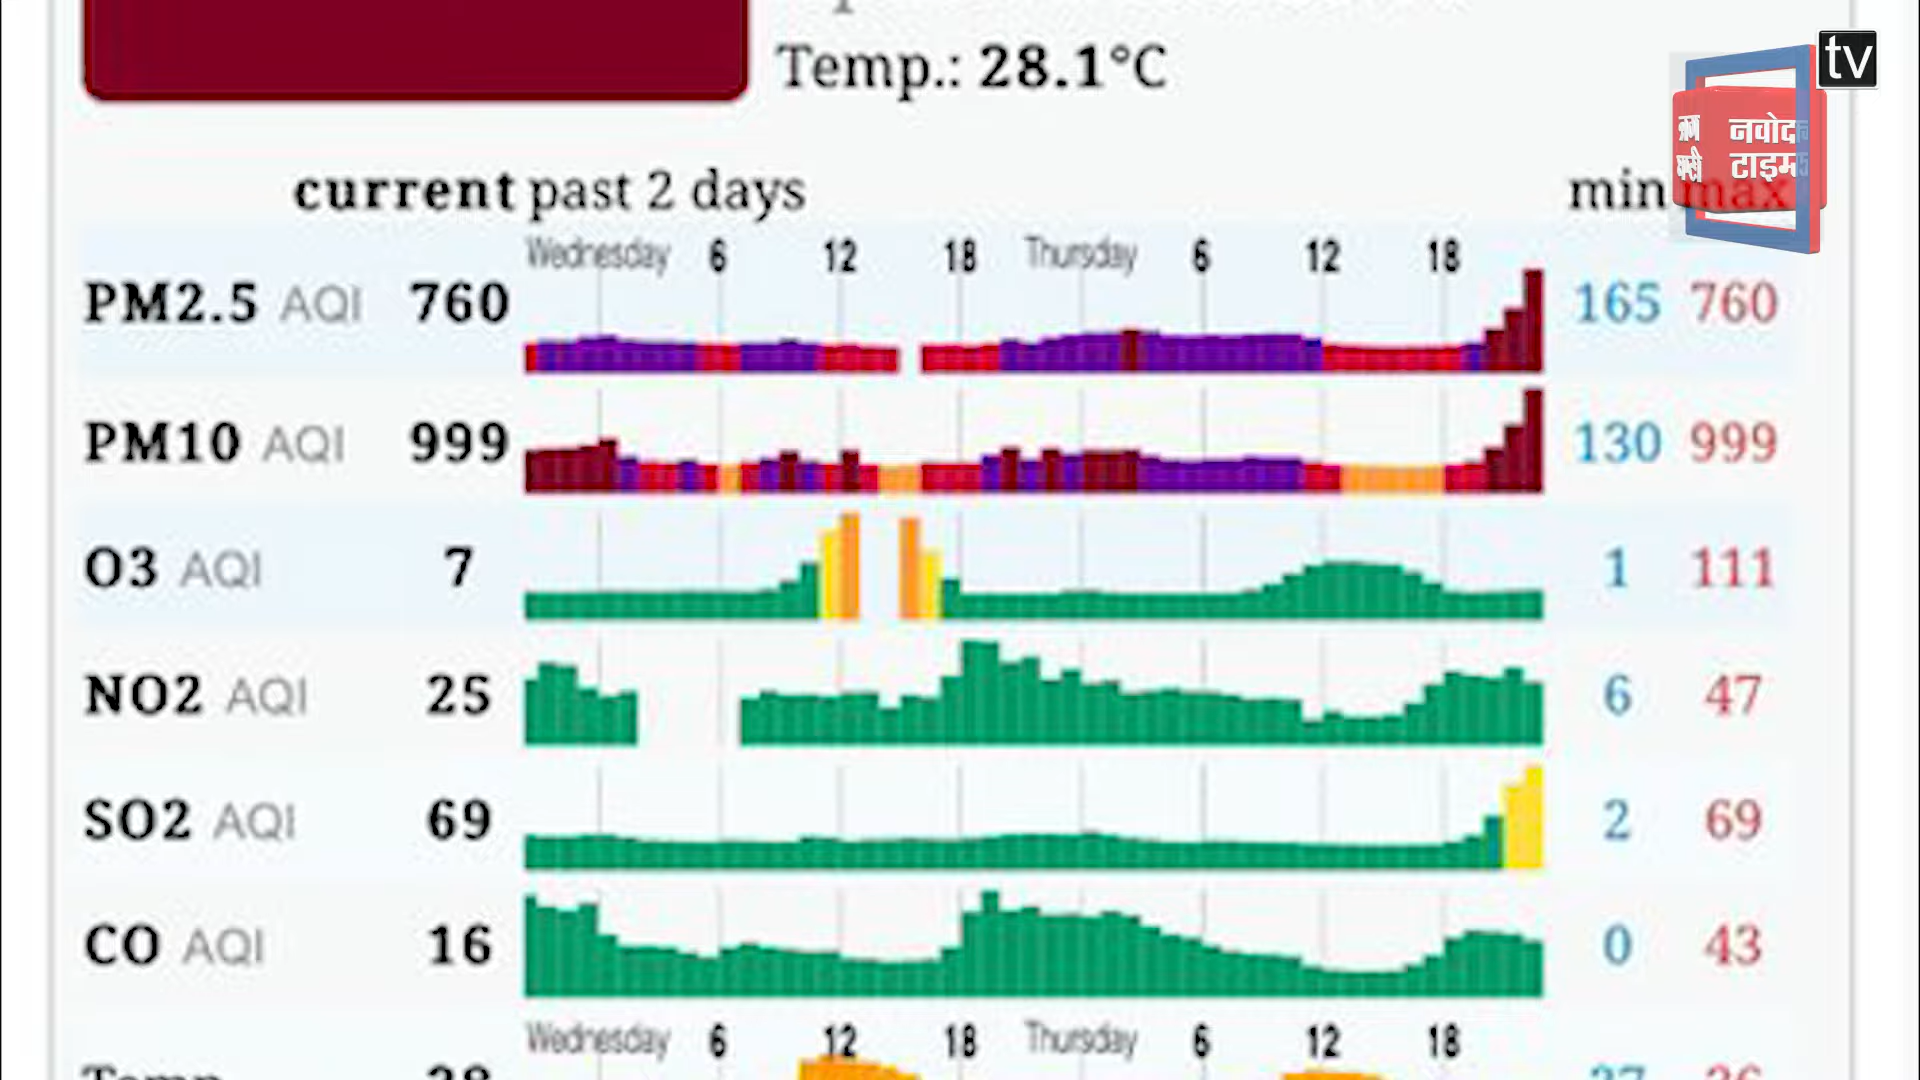 Temp.: 28.1°C
tv
नवोदय
टाइम्स
current past 2 days
min max
Wednesday 6 12 18 Thursday 6 12 18
PM2.5 AQI 760 165 760
PM10 AQI 999 130 999
O3 AQI 7 1 111
NO2 AQI 25 6 47
SO2 AQI 69 2 69
CO AQI 16 0 43
Wednesday 6 12 18 Thursday 6 12 18
Temp